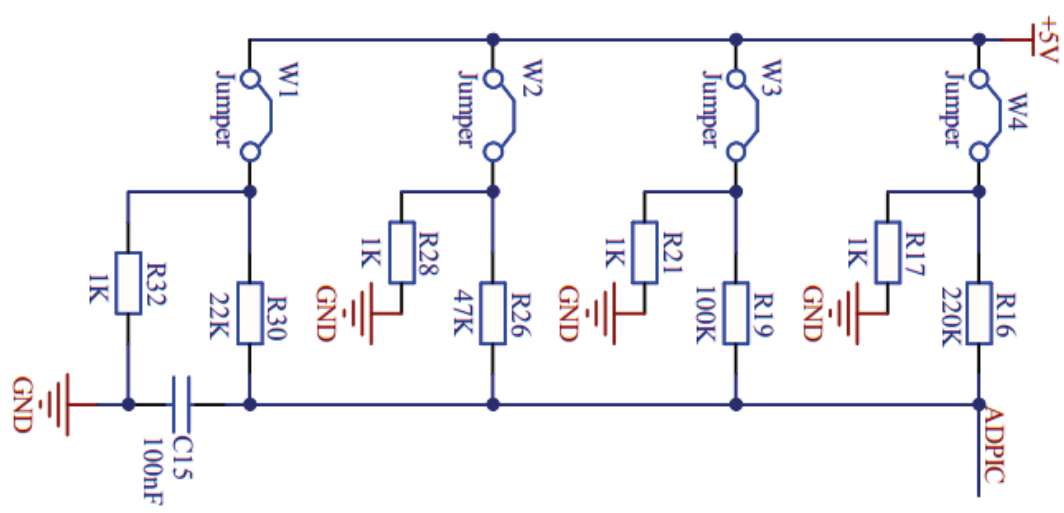 +5V
W1
Jumper
W2
Jumper
W3
Jumper
W4
Jumper
R32
1K
R30
22K
R28
1K
R26
47K
R21
1K
R19
100K
R17
1K
R16
220K
GND
GND
GND
GND
C15
100nF
ADPIC